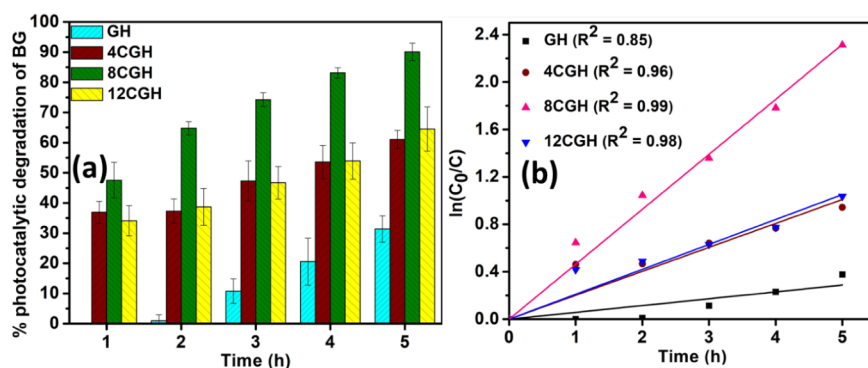 100
90
80
70
60
50
40
30
20
10
0
% photocatalytic degradation of BG
GH
4CGH
8CGH
12CGH
(a)
1 2 3 4 5
Time (h)
2.4
2.0
1.6
1.2
0.8
0.4
0.0
ln(C0/C)
GH (R² = 0.85)
4CGH (R² = 0.96)
8CGH (R² = 0.99)
12CGH (R² = 0.98)
(b)
0 1 2 3 4 5
Time (h)